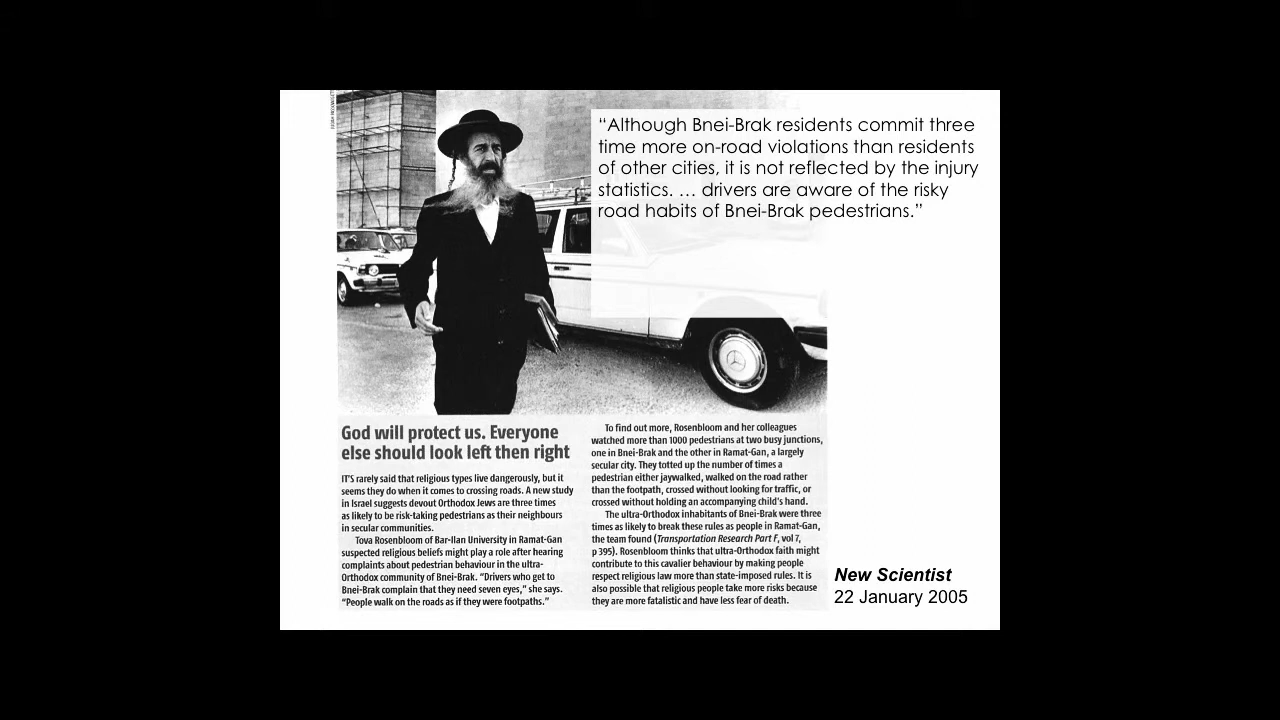 “Although Bnei-Brak residents commit three
time more on-road violations than residents
of other cities, it is not reflected by the injury
statistics. … drivers are aware of the risky
road habits of Bnei-Brak pedestrians.”
God will protect us. Everyone
else should look left then right
IT’S rarely said that religious types live dangerously, but it
seems they do when it comes to crossing roads. A new study
in Israel suggests devout Orthodox Jews are three times
as likely to be risk-taking pedestrians as their neighbours
in secular communities.
Tova Rosenbloom of Bar-Ilan University in Ramat-Gan
suspected religious beliefs might play a role after hearing
complaints about pedestrian behaviour in the ultra-
Orthodox community of Bnei-Brak. “Drivers who get to
Bnei-Brak complain that they need seven eyes,” she says.
“People walk on the roads as if they were footpaths.”
To find out more, Rosenbloom and her colleagues
watched more than 1000 pedestrians at two busy junctions,
one in Bnei-Brak and the other in Ramat-Gan, a largely
secular city. They totted up the number of times a
pedestrian either jaywalked, walked on the road rather
than the footpath, crossed without looking for traffic, or
crossed without holding an accompanying child’s hand.
The ultra-Orthodox inhabitants of Bnei-Brak were three
times as likely to break these rules as people in Ramat-Gan,
the team found (Transportation Research Part F, vol 7,
p 395). Rosenbloom thinks that ultra-Orthodox faith might
contribute to this cavalier behaviour by making people
respect religious law more than state-imposed rules. It is
also possible that religious people take more risks because
they are more fatalistic and have less fear of death.
New Scientist
22 January 2005